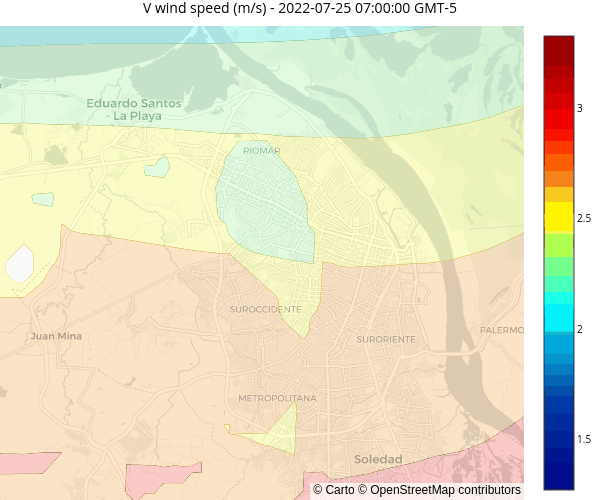 V wind speed (m/s) - 2022-07-25 07:00:00 GMT-5
3
2.5
2
1.5
Eduardo Santos
- La Playa
RIOMAR
SUROCCIDENTE
Juan Mina
SURORIENTE
PALERMO
METROPOLITANA
Soledad
© Carto © OpenStreetMap contributors